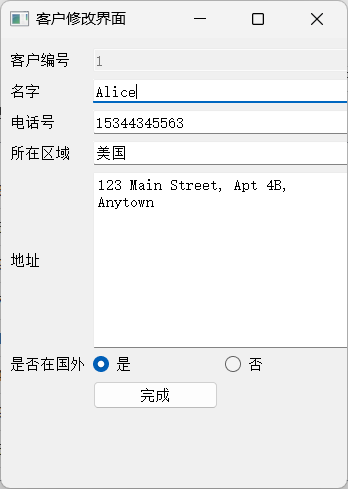 客户修改界面
客户编号 1
名字 Alice
电话号 15344345563
所在区域 美国
123 Main Street, Apt 4B,
Anytown
地址
是否在国外 是 否
完成